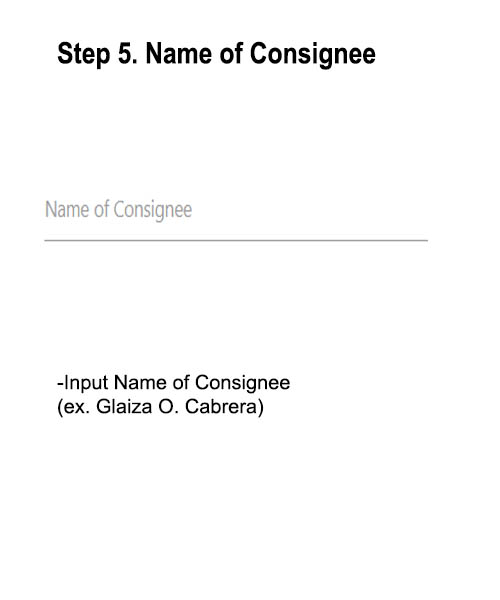 Step 5. Name of Consignee
Name of Consignee
-Input Name of Consignee
(ex. Glaiza O. Cabrera)